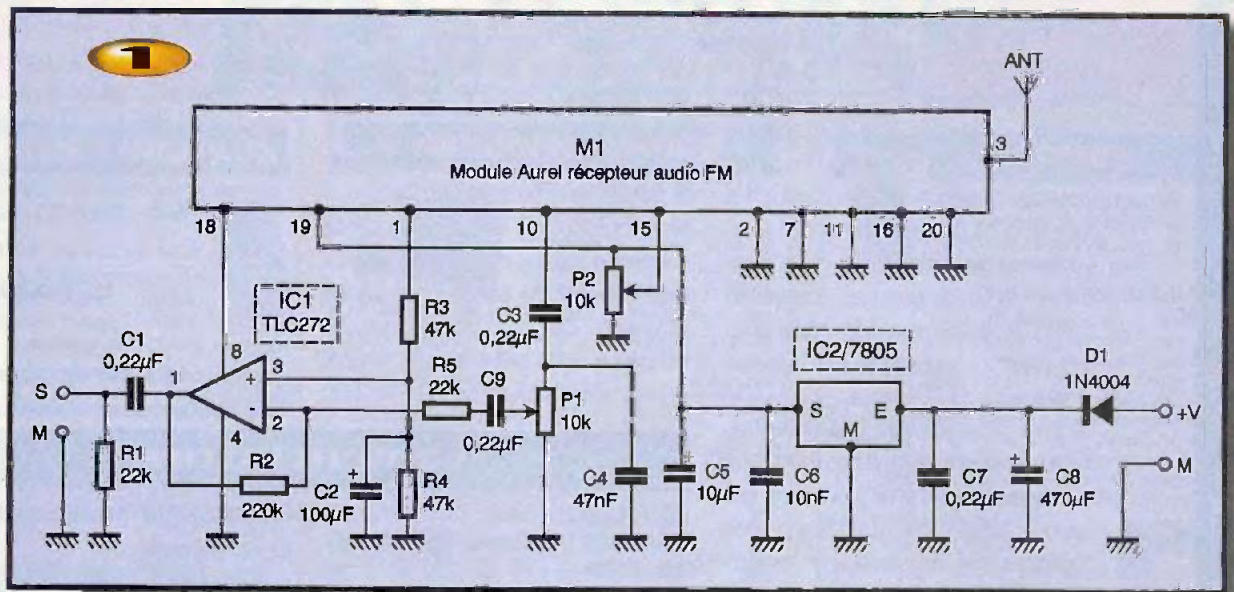 1
ANT
3
M1
Module Aurel récepteur audio FM
18
19
1
10
15
2
7
11
16
20
IC1
TLC272
R3
47k
C3
0,22µF
P2
10k
IC2/7805
D1
1N4004
C1
0,22µF
8
3
+
1
-
2
4
R5
22k
C9
0,22µF
P1
10k
S
E
M
+V
M
S
M
R1
22k
R2
220k
C2
+
100µF
R4
47k
C4
47nF
+
C5
10µF
C6
10nF
C7
0,22µF
+
C8
470µF